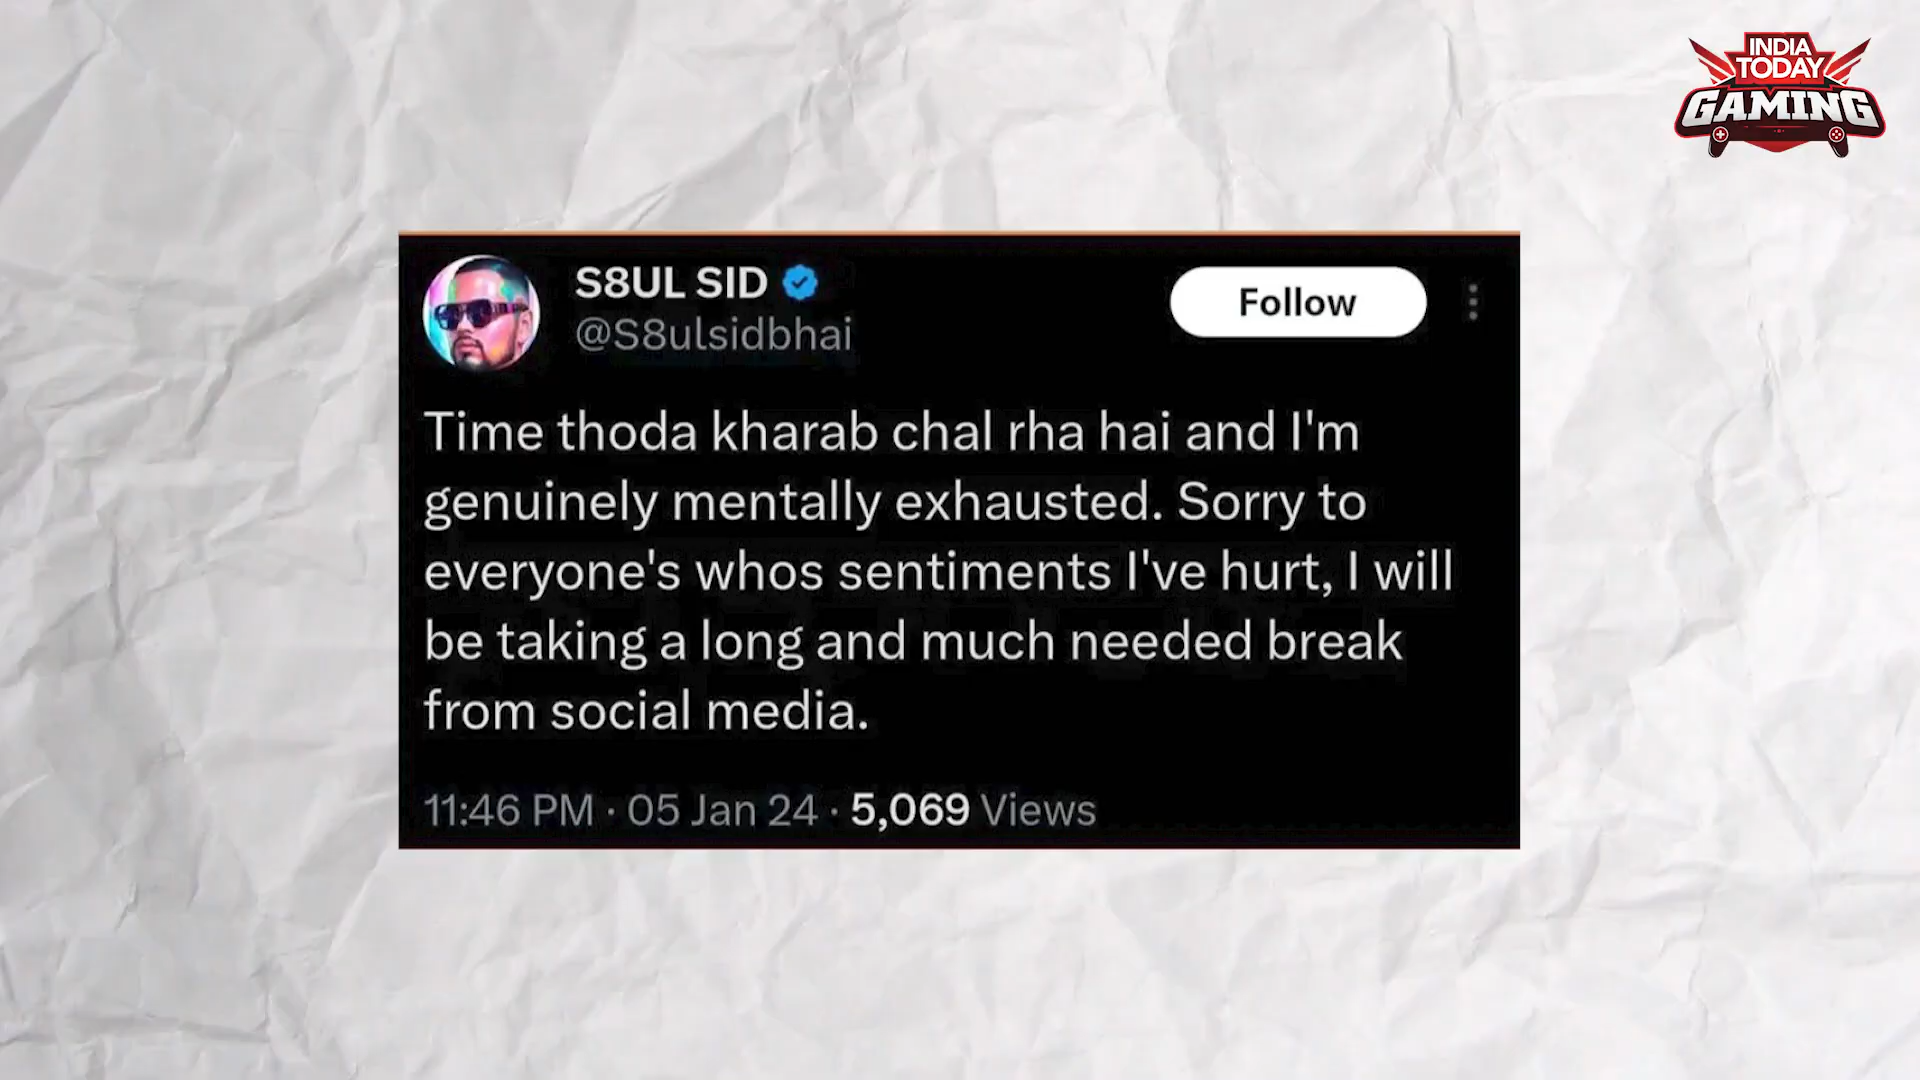 INDIA
TODAY
GAMING
S8UL SID
@S8ulsidbhai
Follow
Time thoda kharab chal rha hai and I'm
genuinely mentally exhausted. Sorry to
everyone's whos sentiments I've hurt, I will
be taking a long and much needed break
from social media.
11:46 PM · 05 Jan 24 · 5,069 Views